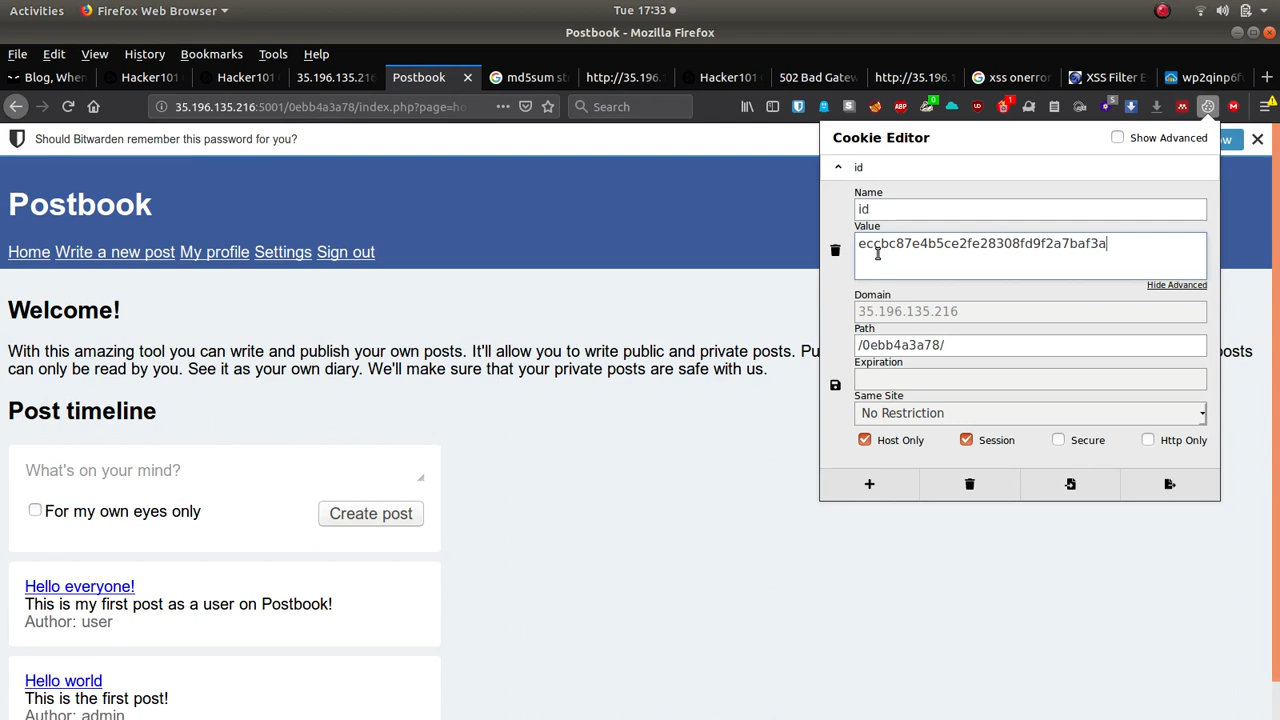 Activities Firefox Web Browser Tue 17:33
Postbook - Mozilla Firefox
File Edit View History Bookmarks Tools Help
Blog, When Hacker101 Hacker101 35.196.135.216 Postbook md5sum st http://35.196. Hacker101 502 Bad Gatew http://35.196. xss onerro XSS Filter E wp2qinp6f
35.196.135.216:5001/0ebb4a3a78/index.php?page=ho Search
Should Bitwarden remember this password for you?
Cookie Editor Show Advanced
id
Name
id
Value
eccbc87e4b5ce2fe28308fd9f2a7baf3a
Hide Advanced
Domain
35.196.135.216
Path
/0ebb4a3a78/
Expiration
Same Site
No Restriction
Host Only Session Secure Http Only
Postbook
Home Write a new post My profile Settings Sign out
Welcome!
With this amazing tool you can write and publish your own posts. It'll allow you to write public and private posts. Pu posts
can only be read by you. See it as your own diary. We'll make sure that your private posts are safe with us.
Post timeline
What's on your mind?
For my own eyes only Create post
Hello everyone!
This is my first post as a user on Postbook!
Author: user
Hello world
This is the first post!
Author: admin